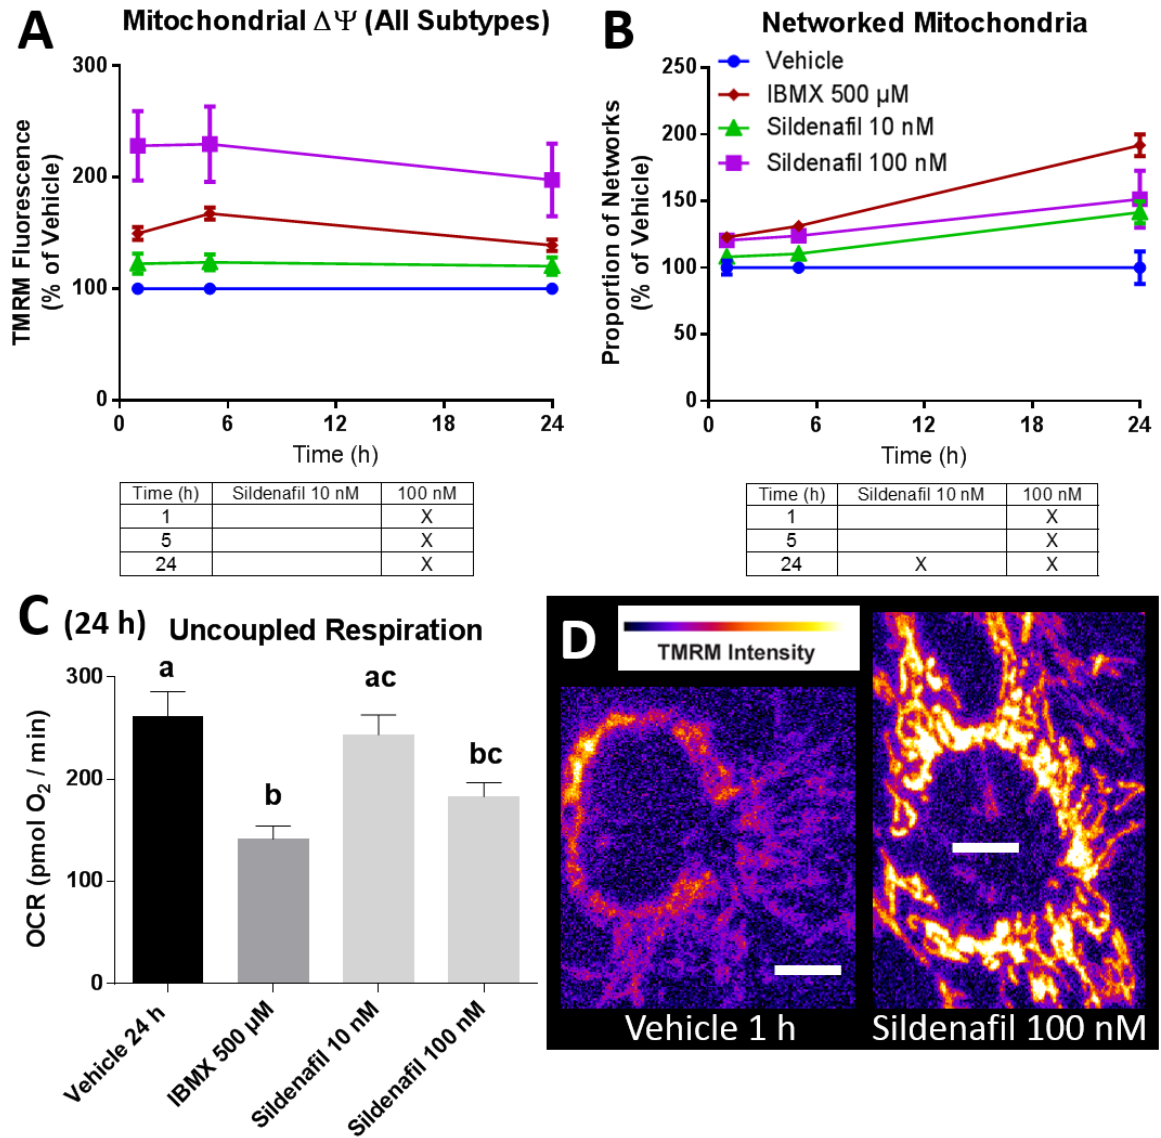 A
Mitochondrial ΔΨ (All Subtypes)
TMRM Fluorescence
(% of Vehicle)
300
200
100
0
0 6 12 18 24
Time (h)
Time (h) Sildenafil 10 nM 100 nM
1 X
5 X
24 X
B
Networked Mitochondria
Vehicle
IBMX 500 µM
Sildenafil 10 nM
Sildenafil 100 nM
Proportion of Networks
(% of Vehicle)
250
200
150
100
50
0
0 6 12 18 24
Time (h)
Time (h) Sildenafil 10 nM 100 nM
1 X
5 X
24 X X
C (24 h) Uncoupled Respiration
OCR (pmol O₂ / min)
300
200
100
0
a
b
ac
bc
Vehicle 24 h
IBMX 500 µM
Sildenafil 10 nM
Sildenafil 100 nM
D
TMRM Intensity
Vehicle 1 h
Sildenafil 100 nM